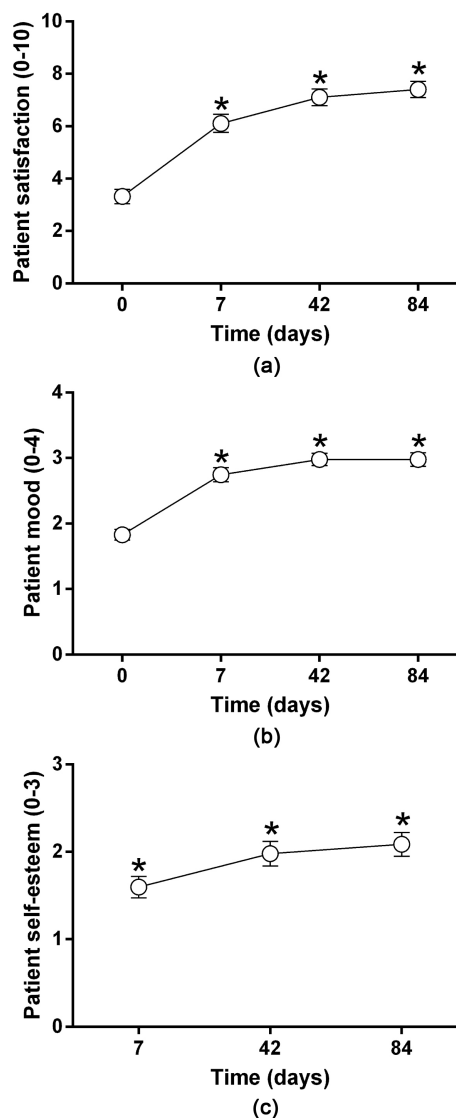 Patient satisfaction (0-10)
10
8
6
4
2
0
* * *
0 7 42 84
Time (days)
(a)
Patient mood (0-4)
4
3
2
1
0
* * *
0 7 42 84
Time (days)
(b)
Patient self-esteem (0-3)
3
2
1
0
* * *
7 42 84
Time (days)
(c)